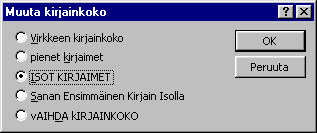 Muuta kirjainkoko
Virkkeen kirjainkoko
pienet kirjaimet
ISOT KIRJAIMET
Sanan Ensimmäinen Kirjain Isolla
vAIHDA kIRJAINKOKO
OK
Peruuta